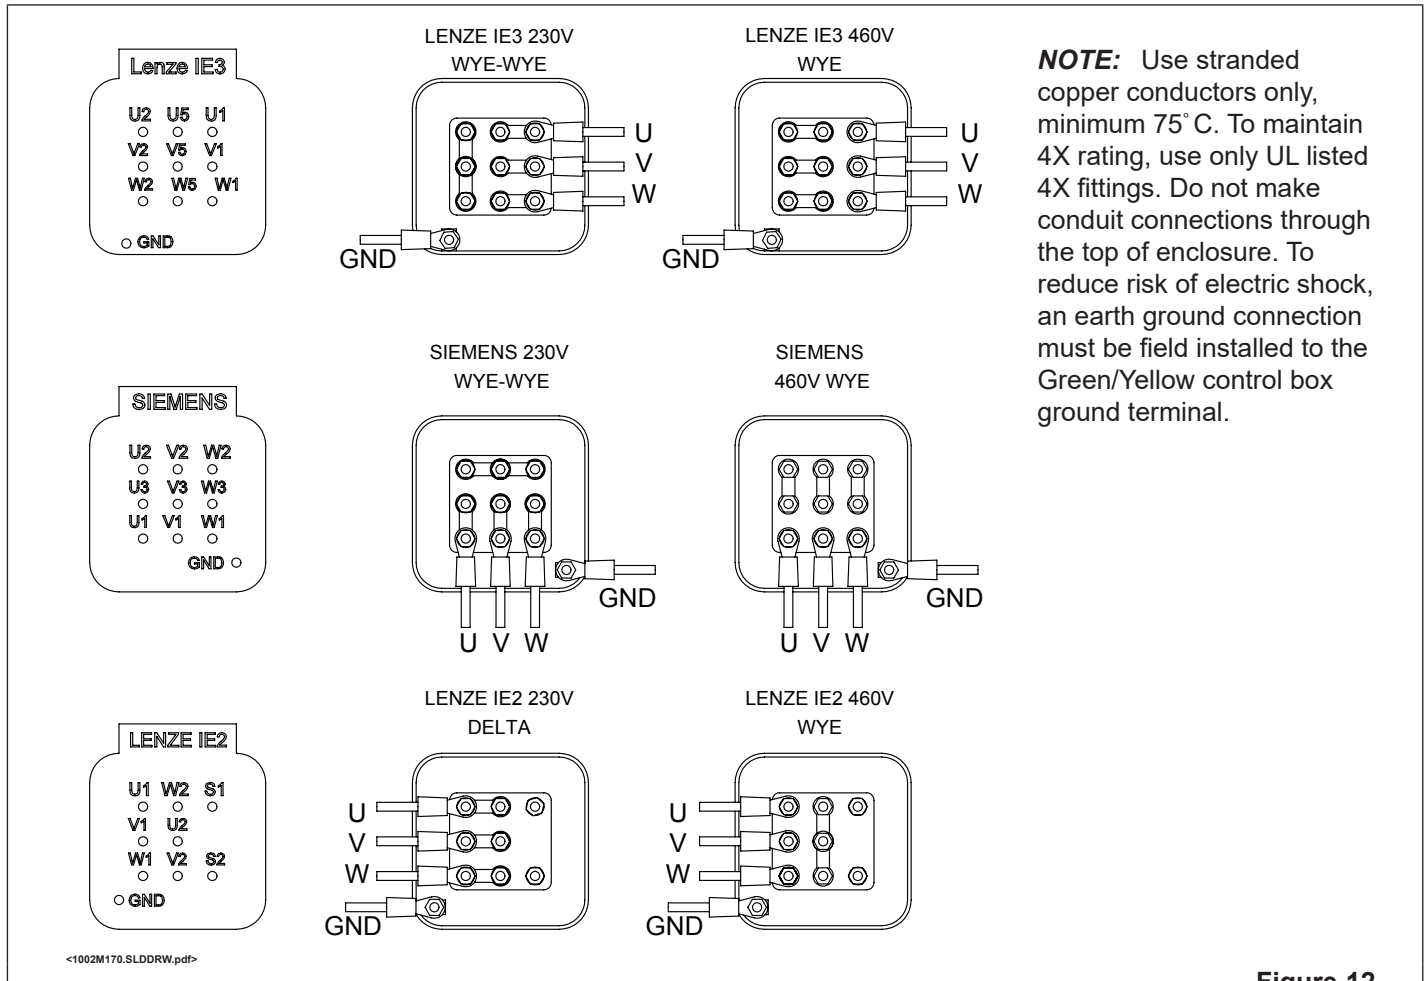 Lenze IE3
U2 U5 U1
V2 V5 V1
W2 W5 W1
GND
LENZE IE3 230V
WYE-WYE
U
V
W
GND
LENZE IE3 460V
WYE
U
V
W
GND
NOTE: Use stranded
copper conductors only,
minimum 75˚C. To maintain
4X rating, use only UL listed
4X fittings. Do not make
conduit connections through
the top of enclosure. To
reduce risk of electric shock,
an earth ground connection
must be field installed to the
Green/Yellow control box
ground terminal.
SIEMENS
U2 V2 W2
U3 V3 W3
U1 V1 W1
GND
SIEMENS 230V
WYE-WYE
GND
U V W
SIEMENS
460V WYE
GND
U V W
LENZE IE2
U1 W2 S1
V1 U2
W1 V2 S2
GND
LENZE IE2 230V
DELTA
U
V
W
GND
LENZE IE2 460V
WYE
U
V
W
GND
<1002M170.SLDDRW.pdf>
Figure 12